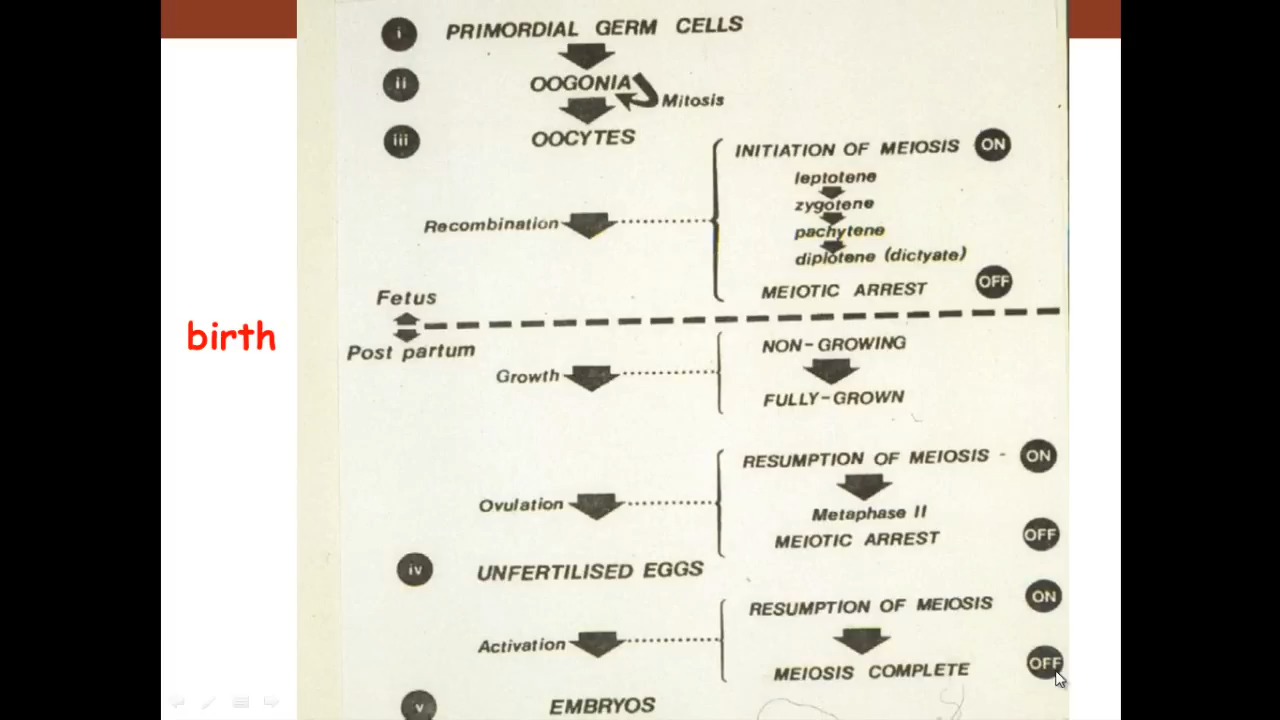 i PRIMORDIAL GERM CELLS
ii OOGONIA
Mitosis
iii OOCYTES
INITIATION OF MEIOSIS ON
leptotene
zygotene
pachytene
diplotene (dictyate)
Recombination
MEIOTIC ARREST OFF
Fetus
birth
Post partum
NON-GROWING
Growth
FULLY-GROWN
RESUMPTION OF MEIOSIS - ON
Ovulation
Metaphase II
MEIOTIC ARREST OFF
iv UNFERTILISED EGGS
RESUMPTION OF MEIOSIS ON
Activation
MEIOSIS COMPLETE OFF
v EMBRYOS